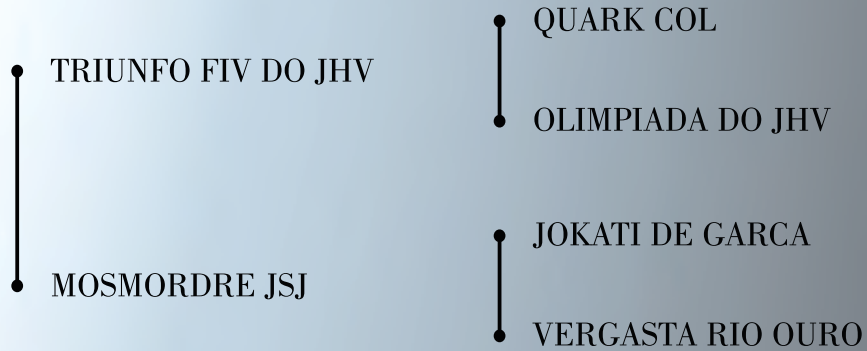 QUARK COL
TRIUNFO FIV DO JHV
OLIMPIADA DO JHV
JOKATI DE GARCA
MOSMORDRE JSJ
VERGASTA RIO OURO